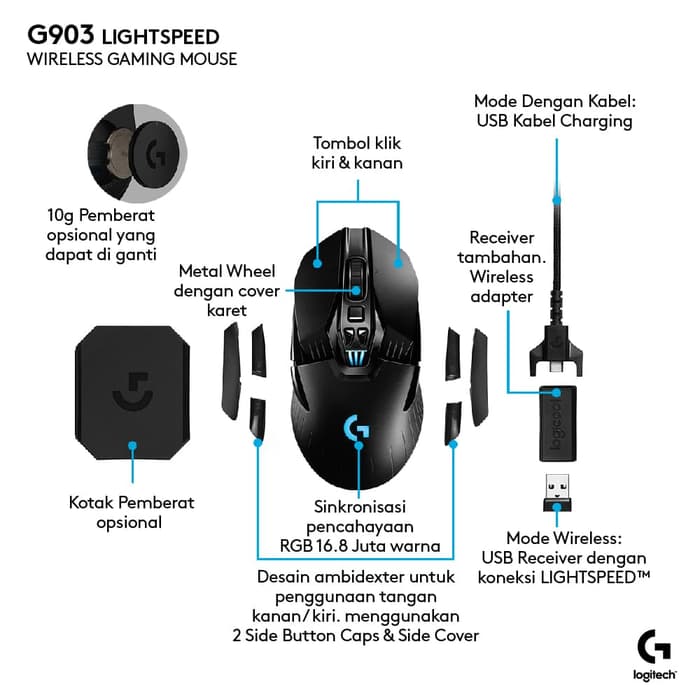 G903 LIGHTSPEED
WIRELESS GAMING MOUSE
Mode Dengan Kabel:
USB Kabel Charging
Tombol klik
kiri & kanan
10g Pemberat
opsional yang
dapat di ganti
Receiver
tambahan.
Wireless
adapter
Metal Wheel
dengan cover
karet
logicool
Kotak Pemberat
opsional
Sinkronisasi
pencahayaan
RGB 16.8 Juta warna
Mode Wireless:
USB Receiver dengan
koneksi LIGHTSPEED™
Desain ambidexter untuk
penggunaan tangan
kanan/kiri. menggunakan
2 Side Button Caps & Side Cover
logitech